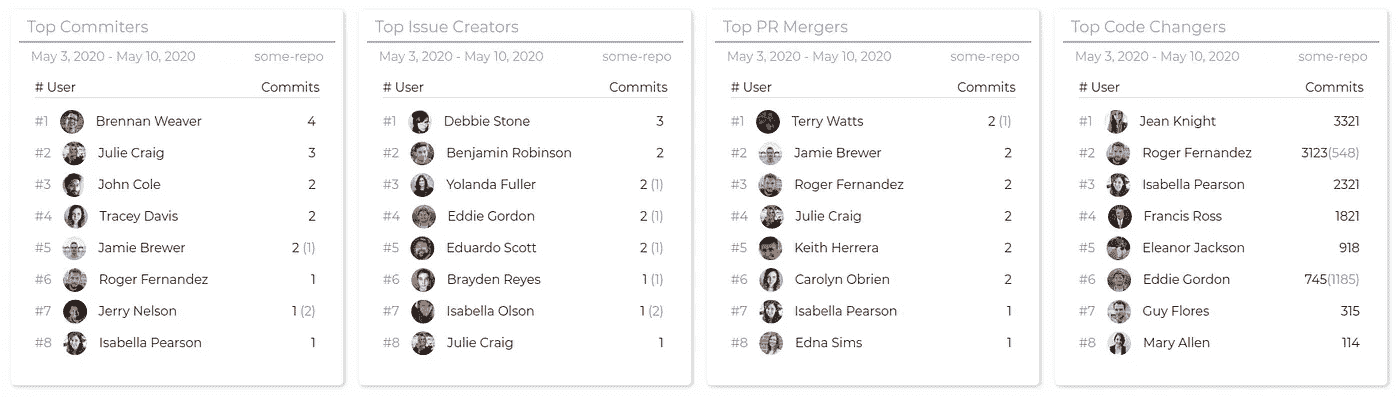 Top Commiters
May 3, 2020 - May 10, 2020 some-repo
# User Commits
#1 Brennan Weaver 4
#2 Julie Craig 3
#3 John Cole 2
#4 Tracey Davis 2
#5 Jamie Brewer 2 (1)
#6 Roger Fernandez 1
#7 Jerry Nelson 1 (2)
#8 Isabella Pearson 1
Top Issue Creators
May 3, 2020 - May 10, 2020 some-repo
# User Commits
#1 Debbie Stone 3
#2 Benjamin Robinson 2
#3 Yolanda Fuller 2 (1)
#4 Eddie Gordon 2 (1)
#5 Eduardo Scott 2 (1)
#6 Brayden Reyes 1 (1)
#7 Isabella Olson 1 (2)
#8 Julie Craig 1
Top PR Mergers
May 3, 2020 - May 10, 2020 some-repo
# User Commits
#1 Terry Watts 2 (1)
#2 Jamie Brewer 2
#3 Roger Fernandez 2
#4 Julie Craig 2
#5 Keith Herrera 2
#6 Carolyn Obrien 2
#7 Isabella Pearson 1
#8 Edna Sims 1
Top Code Changers
May 3, 2020 - May 10, 2020 some-repo
# User Commits
#1 Jean Knight 3321
#2 Roger Fernandez 3123(548)
#3 Isabella Pearson 2321
#4 Francis Ross 1821
#5 Eleanor Jackson 918
#6 Eddie Gordon 745(1185)
#7 Guy Flores 315
#8 Mary Allen 114